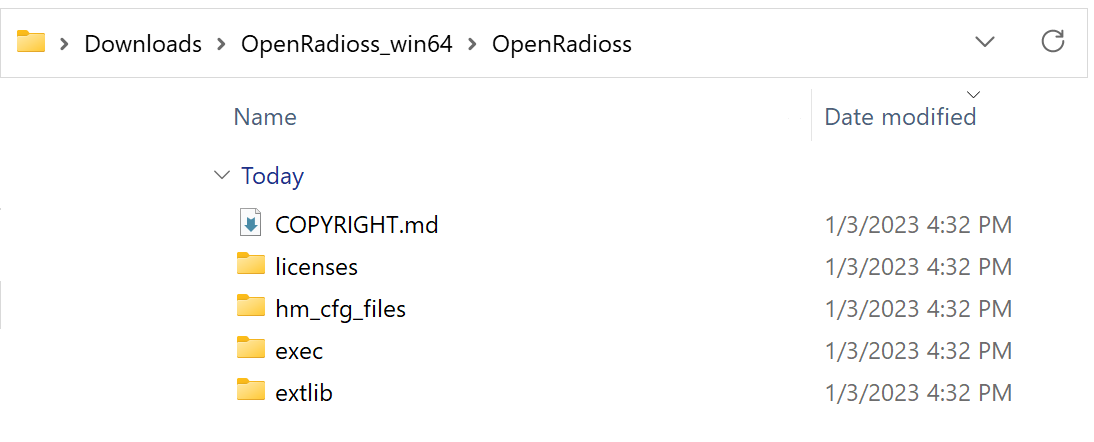 Downloads > OpenRadioss_win64 > OpenRadioss
Name Date modified
Today
COPYRIGHT.md 1/3/2023 4:32 PM
licenses 1/3/2023 4:32 PM
hm_cfg_files 1/3/2023 4:32 PM
exec 1/3/2023 4:32 PM
extlib 1/3/2023 4:32 PM